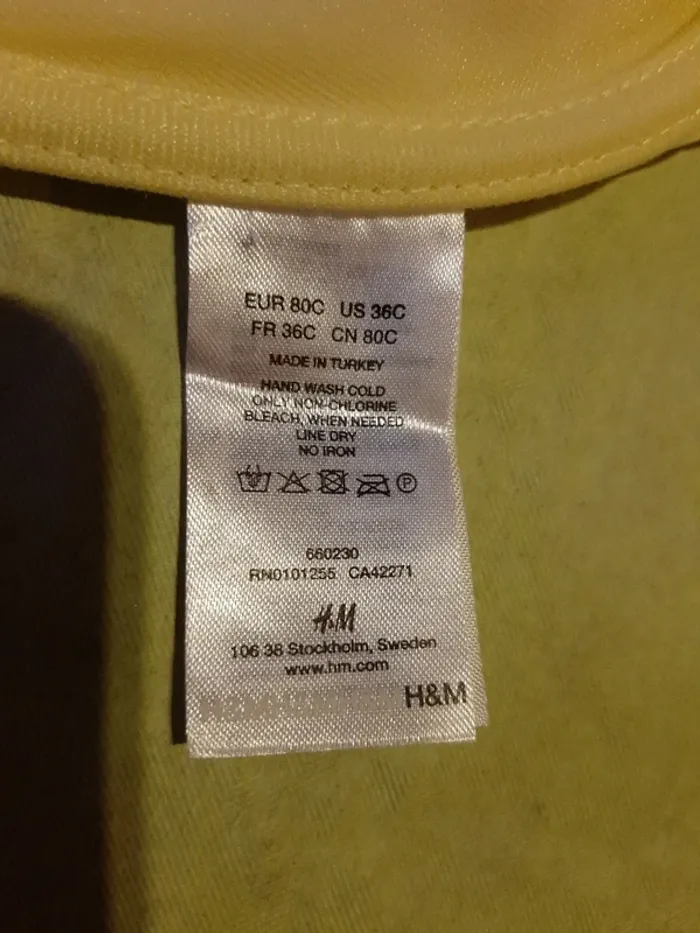 EUR 80C US 36C
FR 36C CN 80C
MADE IN TURKEY
HAND WASH COLD
ONLY NON-CHLORINE
BLEACH, WHEN NEEDED
LINE DRY
NO IRON
P
660230
RN0101255 CA42271
H&M
106 38 Stockholm, Sweden
www.hm.com
H&M